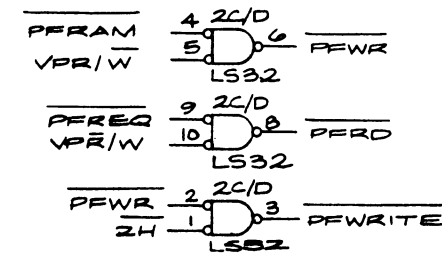 PFRAM 4 2C/D 6 PFWR
VPR/W̅ 5
LS32
PFREQ 9 2C/D 8 PFRD
VPR̅/W 10
LS32
PFWR 2 2C/D 3 PFWRITE
2H 1
LS32